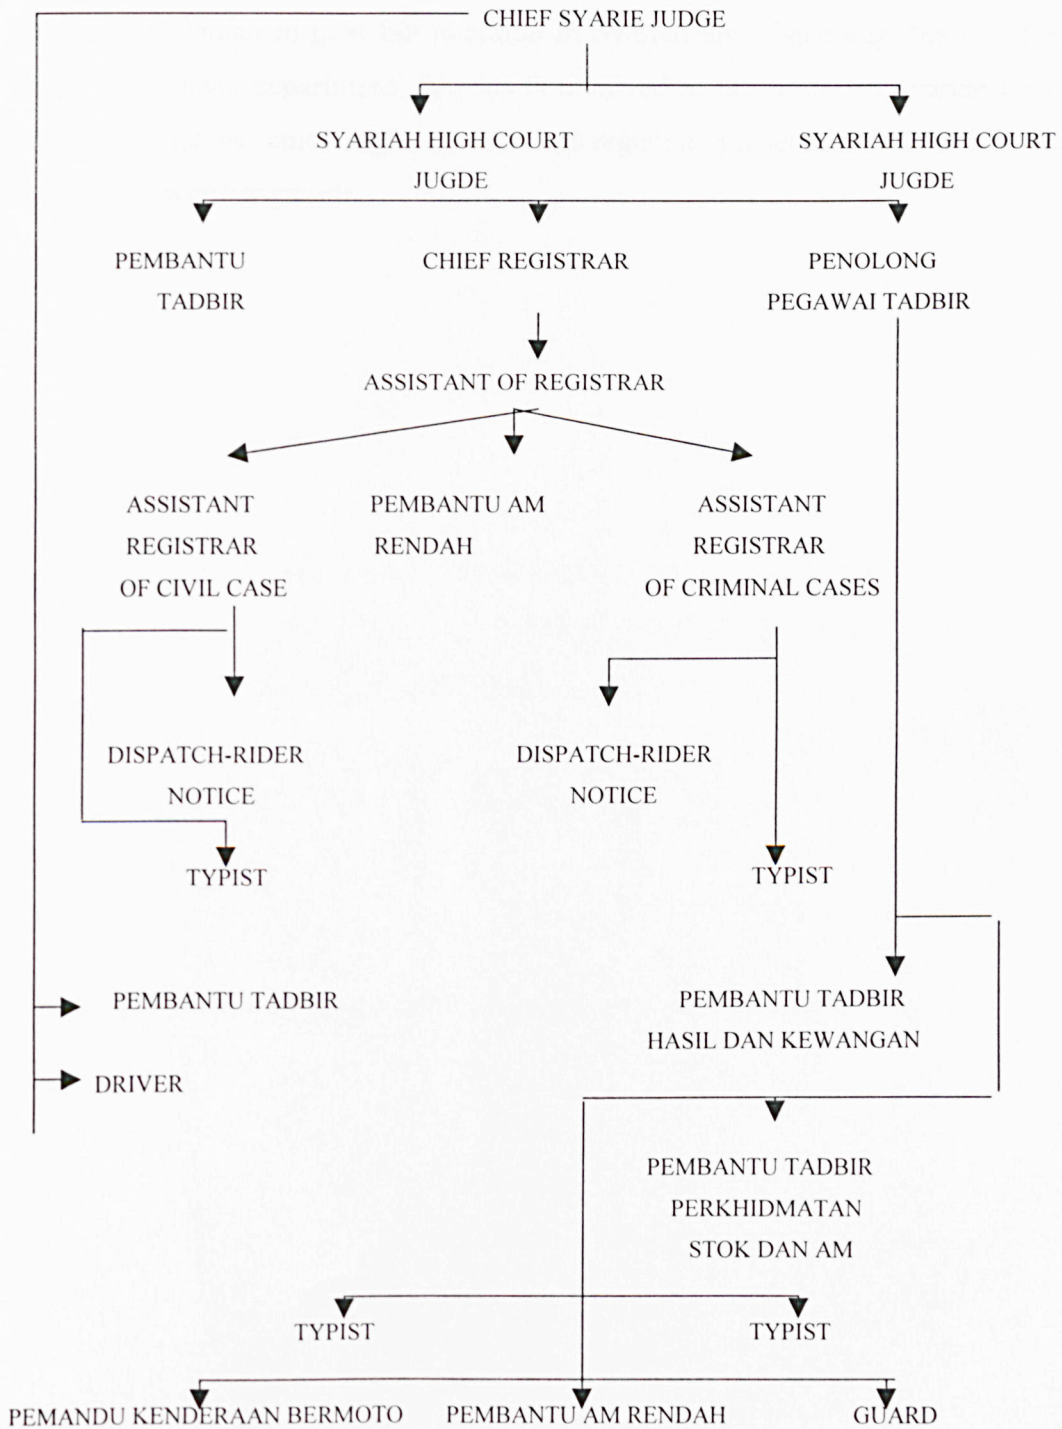 CHIEF SYARIE JUDGE
SYARIAH HIGH COURT
JUGDE
SYARIAH HIGH COURT
JUGDE
PEMBANTU
TADBIR
CHIEF REGISTRAR
PENOLONG
PEGAWAI TADBIR
ASSISTANT OF REGISTRAR
ASSISTANT
REGISTRAR
OF CIVIL CASE
PEMBANTU AM
RENDAH
ASSISTANT
REGISTRAR
OF CRIMINAL CASES
DISPATCH-RIDER
NOTICE
DISPATCH-RIDER
NOTICE
TYPIST
TYPIST
PEMBANTU TADBIR
PEMBANTU TADBIR
HASIL DAN KEWANGAN
DRIVER
PEMBANTU TADBIR
PERKHIDMATAN
STOK DAN AM
TYPIST
TYPIST
PEMANDU KENDERAAN BERMOTO
PEMBANTU AM RENDAH
GUARD